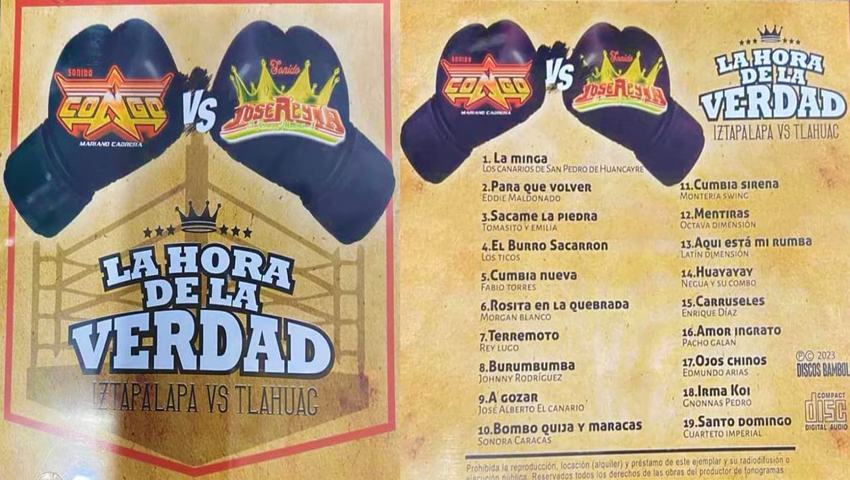 SONIDO
CONGO
MARIANO CABRERA
VS
Sonido
JOSE REYNA
LA HORA
DE LA
VERDAD
IZTAPALAPA VS TLAHUAC
SONIDO
CONGO
MARIANO CABRERA
VS
Sonido
JOSE REYNA
LA HORA
DE LA
VERDAD
IZTAPALAPA VS TLAHUAC
1. La minga
LOS CANARIOS DE SAN PEDRO DE HUANCAYRE
2.Para que volver
EDDIE MALDONADO
3.Sacame la piedra
TOMASITO Y EMILIA
4.El Burro Sacarron
LOS TICOS
5.Cumbia nueva
FABIO TORRES
6.Rosita en la quebrada
MORGAN BLANCO
7.Terremoto
REY LUGO
8.Burumbumba
JOHNNY RODRÍGUEZ
9.A gozar
JOSÉ ALBERTO EL CANARIO
10.Bombo quija y maracas
SONORA CARACAS
11.Cumbia sirena
MONTERIA SWING
12.Mentiras
OCTAVA DIMENSIÓN
13.Aqui está mi rumba
LATÍN DIMENSIÓN
14.Huayayay
NEGUA Y SU COMBO
15.Carruseles
ENRIQUE DÍAZ
16.Amor ingrato
PACHO GALAN
17.Ojos chinos
EDMUNDO ARIAS
18.Irma Koi
GNONNAS PEDRO
19.Santo Domingo
CUARTETO IMPERIAL
℗© 2023
DISCOS BAMBOL
COMPACT
disc
DIGITAL AUDIO
Prohibida la reproducción, locación (alquiler) y préstamo de este ejemplar y su radiodifusión o
ejecución pública. Reservados todos los derechos de las obras del productor de fonogramas